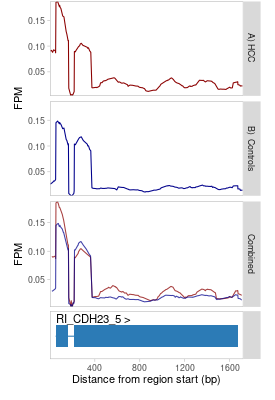 0.15
0.10
0.05
A) HCC
FPM
0.15
0.10
0.05
B) Controls
0.15
0.10
0.05
Combined
FPM
RI_CDH23_5 >
400 800 1200 1600
Distance from region start (bp)